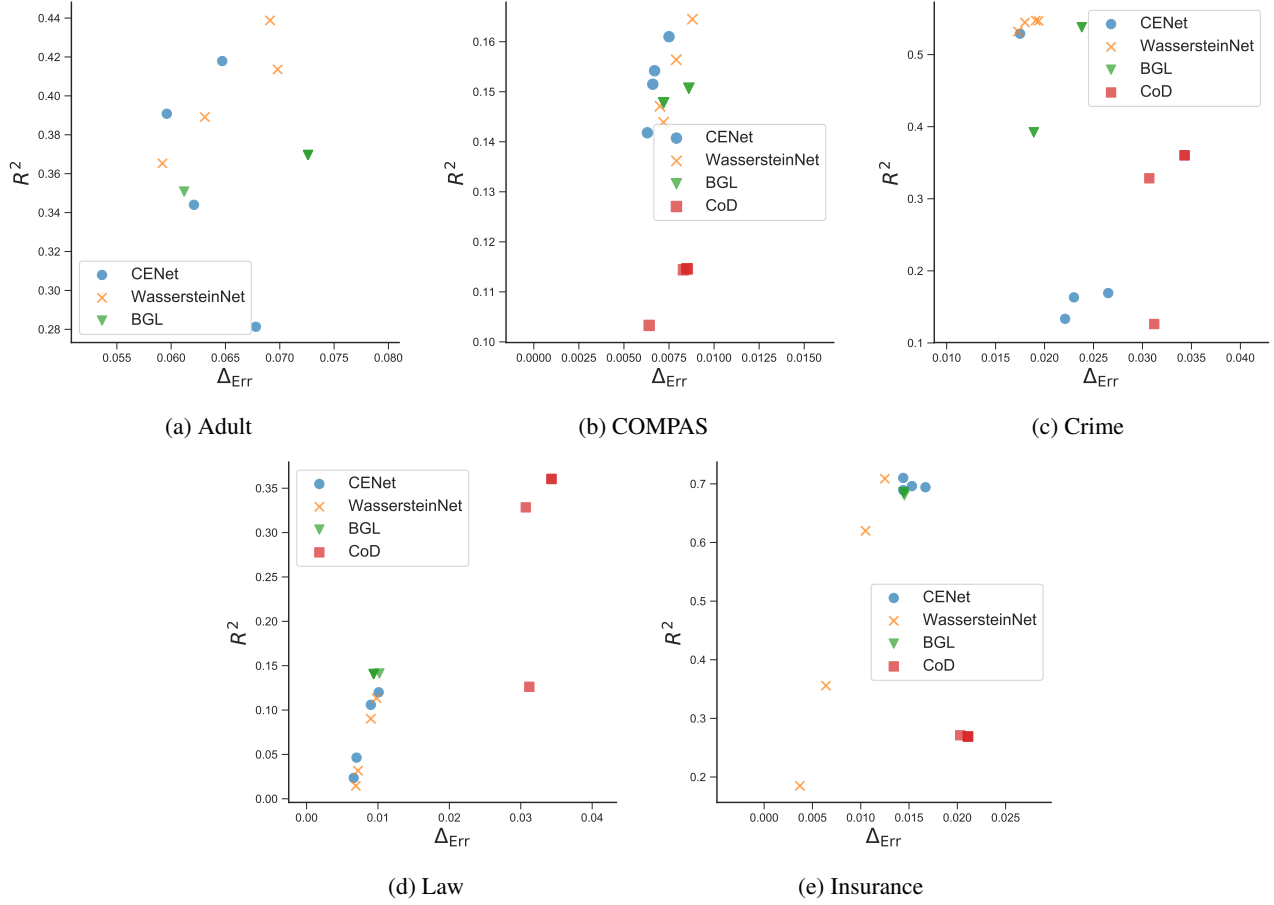 0.44
0.42
0.40
0.38
0.36
0.34
0.32
0.30
0.28
R²
CENet
WassersteinNet
BGL
0.055 0.060 0.065 0.070 0.075 0.080
Δ_Err
(a) Adult
0.16
0.15
0.14
0.13
0.12
0.11
0.10
R²
CENet
WassersteinNet
BGL
CoD
0.0000 0.0025 0.0050 0.0075 0.0100 0.0125 0.0150
Δ_Err
(b) COMPAS
0.5
0.4
0.3
0.2
0.1
R²
CENet
WassersteinNet
BGL
CoD
0.010 0.015 0.020 0.025 0.030 0.035 0.040
Δ_Err
(c) Crime
0.35
0.30
0.25
0.20
0.15
0.10
0.05
0.00
R²
CENet
WassersteinNet
BGL
CoD
0.00 0.01 0.02 0.03 0.04
Δ_Err
(d) Law
0.7
0.6
0.5
0.4
0.3
0.2
R²
CENet
WassersteinNet
BGL
CoD
0.000 0.005 0.010 0.015 0.020 0.025
Δ_Err
(e) Insurance